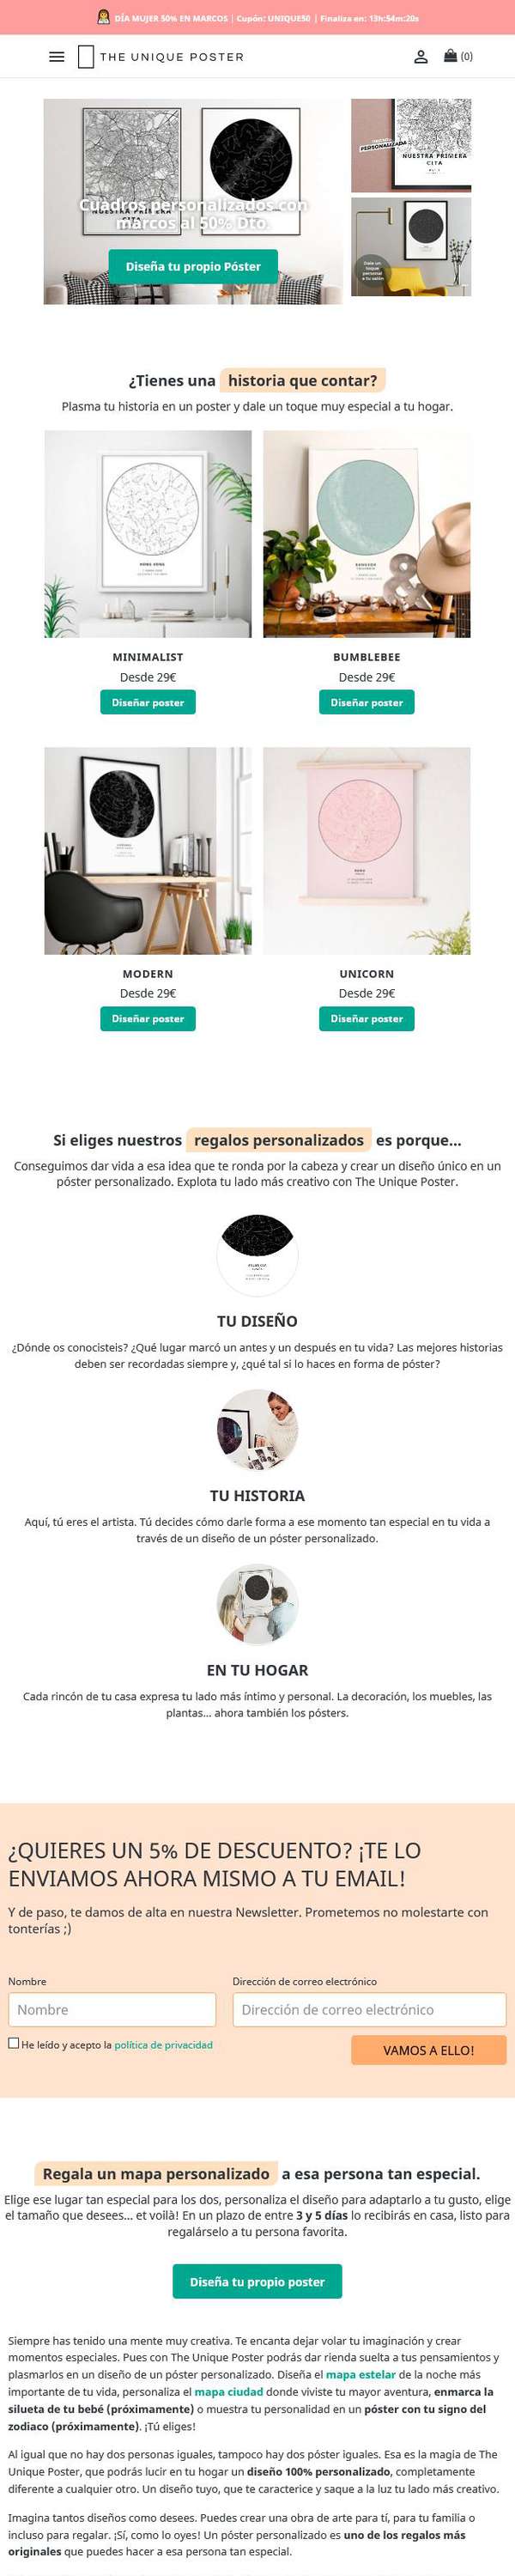 DÍA MUJER 50% EN MARCOS | Cupón: UNIQUE50 | Finaliza en: 13h:54m:20s
THE UNIQUE POSTER
(0)
Cuadros personalizados con
marcos al 50% Dto.
Diseña tu propio Póster
PERSONALIZADA
NUESTRA PRIMERA
CITA
Dale un
toque
personal
a tu salón
¿Tienes una historia que contar?
Plasma tu historia en un poster y dale un toque muy especial a tu hogar.
HONG KONG
MINIMALIST
Desde 29€
Diseñar poster
BUMBLEBEE
Desde 29€
Diseñar poster
MODERN
Desde 29€
Diseñar poster
UNICORN
Desde 29€
Diseñar poster
Si eliges nuestros regalos personalizados es porque...
Conseguimos dar vida a esa idea que te ronda por la cabeza y crear un diseño único en un
póster personalizado. Explota tu lado más creativo con The Unique Poster.
TU DISEÑO
¿Dónde os conocisteis? ¿Qué lugar marcó un antes y un después en tu vida? Las mejores historias
deben ser recordadas siempre y, ¿qué tal si lo haces en forma de póster?
TU HISTORIA
Aquí, tú eres el artista. Tú decides cómo darle forma a ese momento tan especial en tu vida a
través de un diseño de un póster personalizado.
EN TU HOGAR
Cada rincón de tu casa expresa tu lado más íntimo y personal. La decoración, los muebles, las
plantas... ahora también los pósters.
¿QUIERES UN 5% DE DESCUENTO? ¡TE LO
ENVIAMOS AHORA MISMO A TU EMAIL!
Y de paso, te damos de alta en nuestra Newsletter. Prometemos no molestarte con
tonterías ;)
Nombre
Dirección de correo electrónico
Nombre
Dirección de correo electrónico
He leído y acepto la política de privacidad
VAMOS A ELLO!
Regala un mapa personalizado a esa persona tan especial.
Elige ese lugar tan especial para los dos, personaliza el diseño para adaptarlo a tu gusto, elige
el tamaño que desees... et voilà! En un plazo de entre 3 y 5 días lo recibirás en casa, listo para
regalárselo a tu persona favorita.
Diseña tu propio poster
Siempre has tenido una mente muy creativa. Te encanta dejar volar tu imaginación y crear
momentos especiales. Pues con The Unique Poster podrás dar rienda suelta a tus pensamientos y
plasmarlos en un diseño de un póster personalizado. Diseña el mapa estelar de la noche más
importante de tu vida, personaliza el mapa ciudad donde viviste tu mayor aventura, enmarca la
silueta de tu bebé (próximamente) o muestra tu personalidad en un póster con tu signo del
zodiaco (próximamente). ¡Tú eliges!
Al igual que no hay dos personas iguales, tampoco hay dos póster iguales. Esa es la magia de The
Unique Poster, que podrás lucir en tu hogar un diseño 100% personalizado, completamente
diferente a cualquier otro. Un diseño tuyo, que te caracterice y saque a la luz tu lado más creativo.
Imagina tantos diseños como desees. Puedes crear una obra de arte para tí, para tu familia o
incluso para regalar. ¡Sí, como lo oyes! Un póster personalizado es uno de los regalos más
originales que puedes hacer a esa persona tan especial.